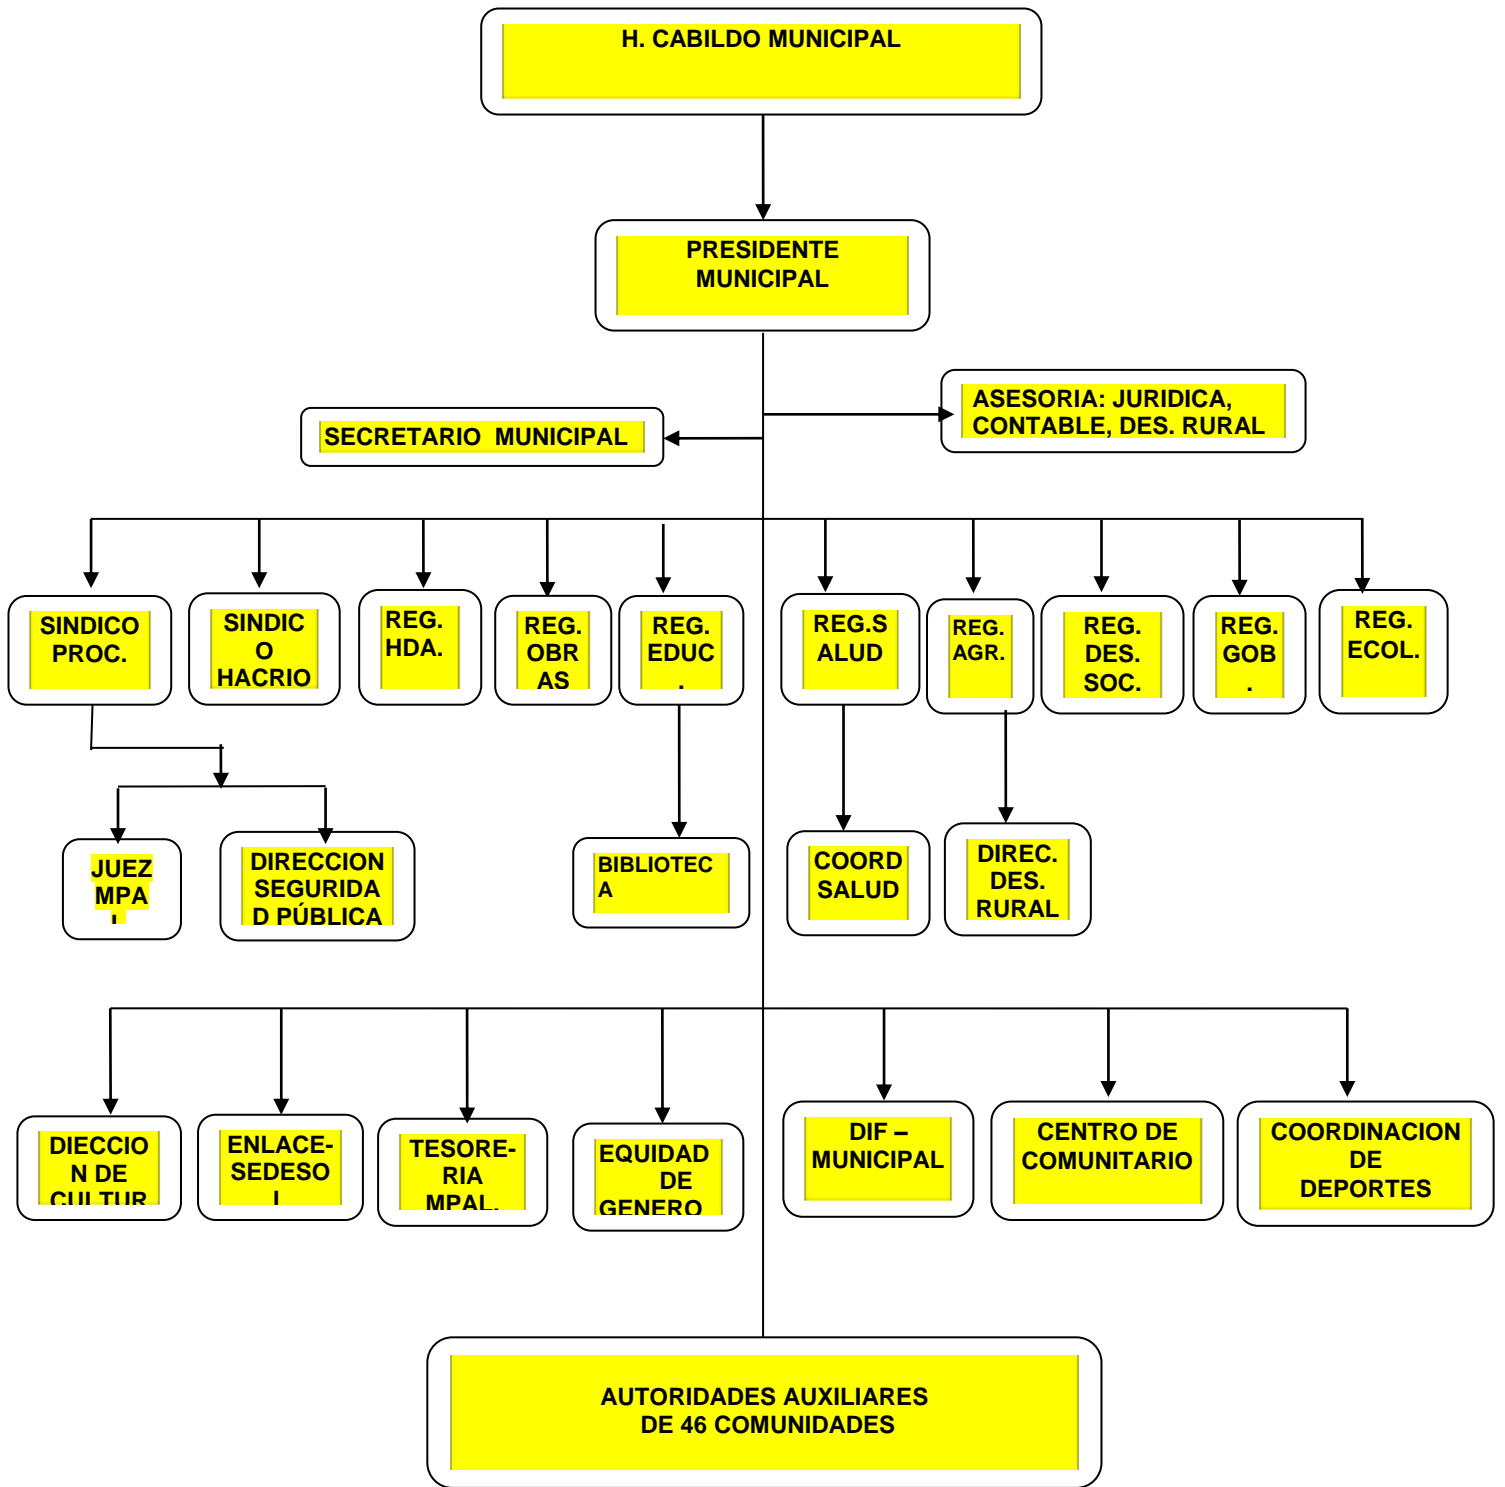 H. CABILDO MUNICIPAL
PRESIDENTE
MUNICIPAL
ASESORIA: JURIDICA,
CONTABLE, DES. RURAL
SECRETARIO MUNICIPAL
SINDICO
PROC.
SINDIC
O
HACRIO
REG.
HDA.
REG.
OBR
AS
REG.
EDUC
.
REG.S
ALUD
REG.
AGR.
REG.
DES.
SOC.
REG.
GOB
.
REG.
ECOL.
JUEZ
MPA
L
DIRECCION
SEGURIDA
D PÚBLICA
BIBLIOTEC
A
COORD
SALUD
DIREC.
DES.
RURAL
DIECCIO
N DE
CULTUR
ENLACE-
SEDESO
L
TESORE-
RIA
MPAL.
EQUIDAD
DE
GENERO
DIF –
MUNICIPAL
CENTRO DE
COMUNITARIO
COORDINACION
DE
DEPORTES
AUTORIDADES AUXILIARES
DE 46 COMUNIDADES